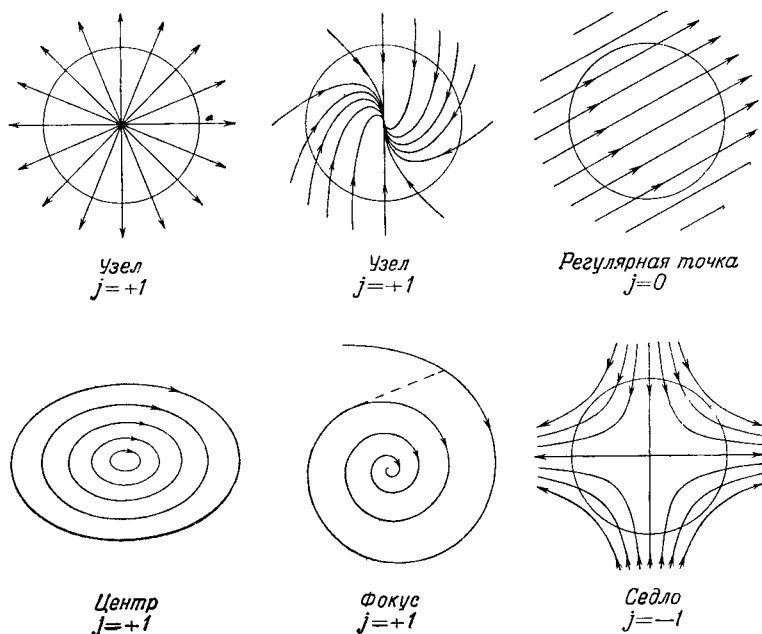 Узел
j=+1
Узел
j=+1
Регулярная точка
j=0
Центр
j=+1
Фокус
j=+1
Седло
j=-1